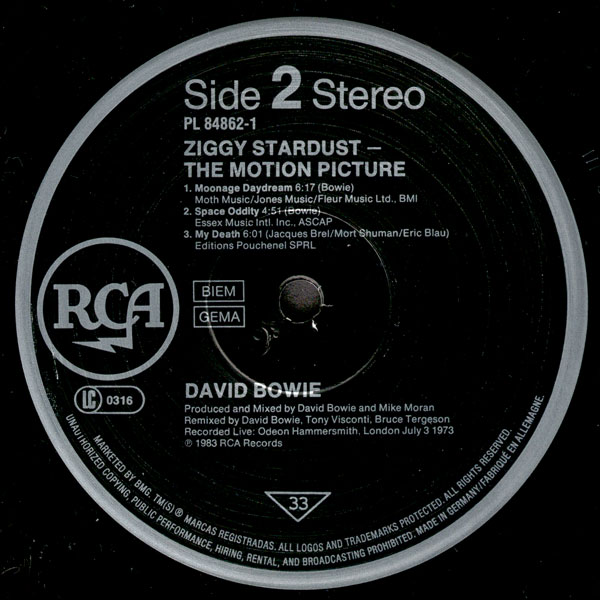 Side 2 Stereo
PL 84862-1
ZIGGY STARDUST –
THE MOTION PICTURE
1. Moonage Daydream 6:17 (Bowie)
Moth Music/Jones Music/Fleur Music Ltd., BMI
2. Space Oddity 4:51 (Bowie)
Essex Music Intl. Inc., ASCAP
3. My Death 6:01 (Jacques Brel/Mort Shuman/Eric Blau)
Editions Pouchenel SPRL
RCA
BIEM
GEMA
LC 0316
DAVID BOWIE
Produced and Mixed by David Bowie and Mike Moran
Remixed by David Bowie, Tony Visconti, Bruce Tergeson
Recorded Live: Odeon Hammersmith, London July 3 1973
℗ 1983 RCA Records
33
MARKETED BY BMG. TM(S) ® MARCAS REGISTRADAS. ALL LOGOS AND TRADEMARKS PROTECTED. ALL RIGHTS RESERVED.
UNAUTHORIZED COPYING, PUBLIC PERFORMANCE, HIRING, RENTAL, AND BROADCASTING PROHIBITED. MADE IN GERMANY/FABRIQUÉ EN ALLEMAGNE.